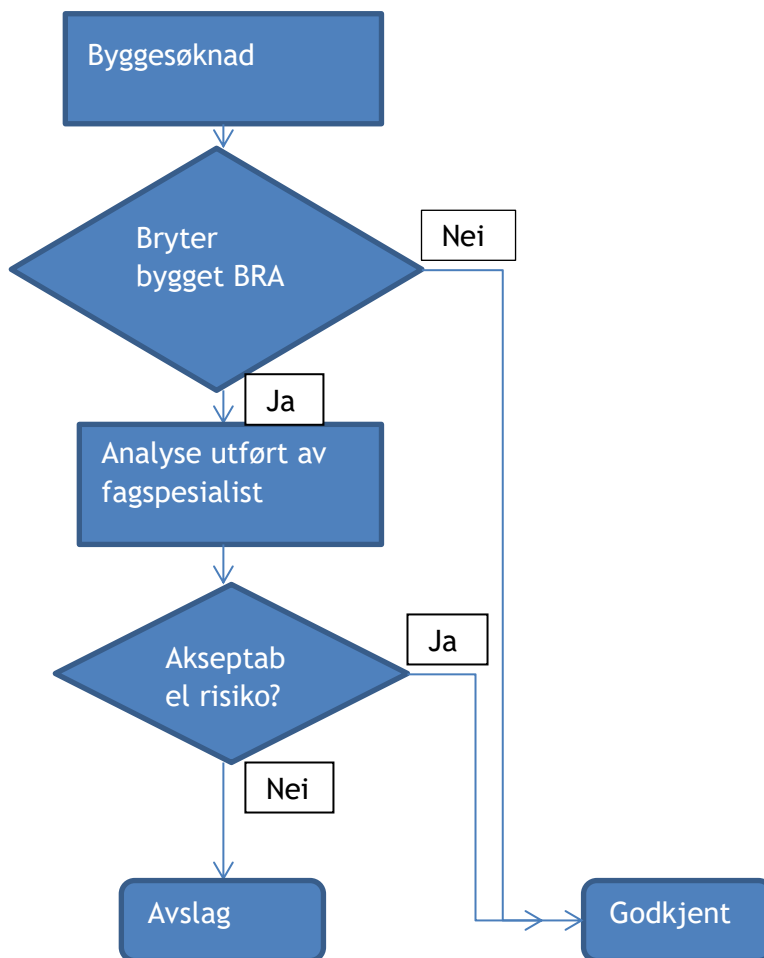 Byggesøknad
Bryter
bygget BRA
Nei
Ja
Analyse utført av
fagspesialist
Akseptab
el risiko?
Ja
Nei
Avslag
Godkjent